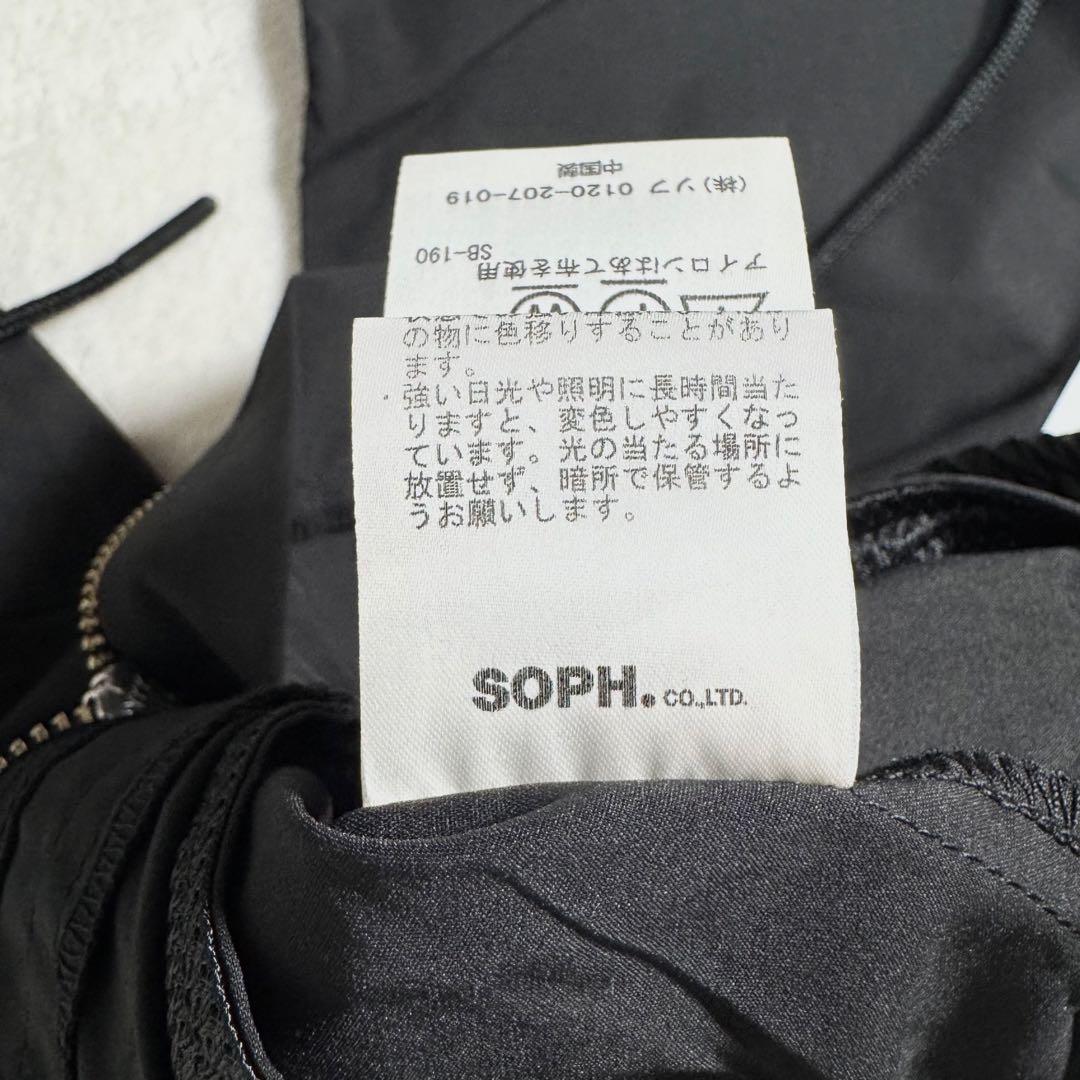 の物に色移りすることがあり
ます。
・強い日光や照明に長時間当た
りますと、変色しやすくなっ
ています。光の当たる場所に
放置せず、暗所で保管するよ
うお願いします。
SOPH. CO.,LTD.
アイロンはあて布を使用
SB-190
(株)ソフ 0120-207-019
中国製